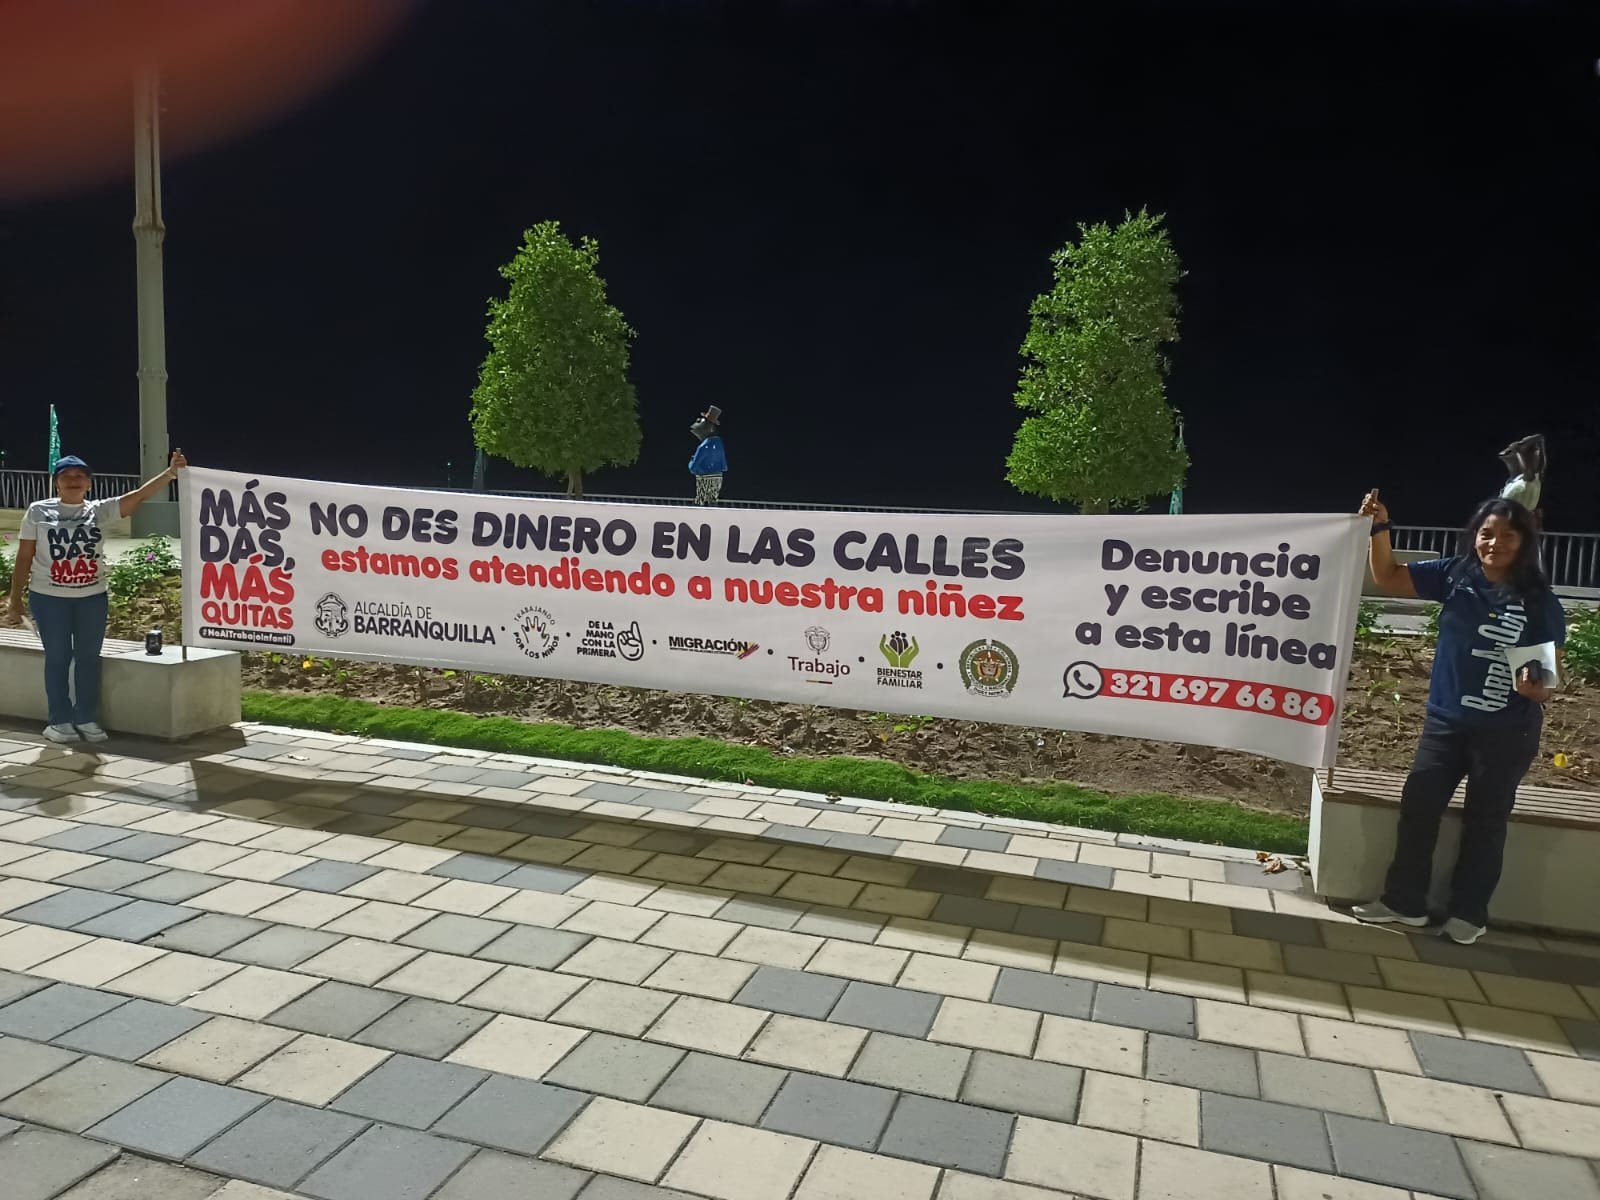 MÁS
DAS,
MÁS
QUITAS
#NoAlTrabajoInfantil
NO DES DINERO EN LAS CALLES
estamos atendiendo a nuestra niñez
ALCALDÍA DE
BARRANQUILLA
TRABAJANDO
POR LOS NIÑOS
DE LA
MANO CON LA
PRIMERA
MIGRACIÓN
Trabajo
BIENESTAR
FAMILIAR
Denuncia
y escribe
a esta línea
321 697 66 86
MÁS
DAS,
MÁS
QUITAS